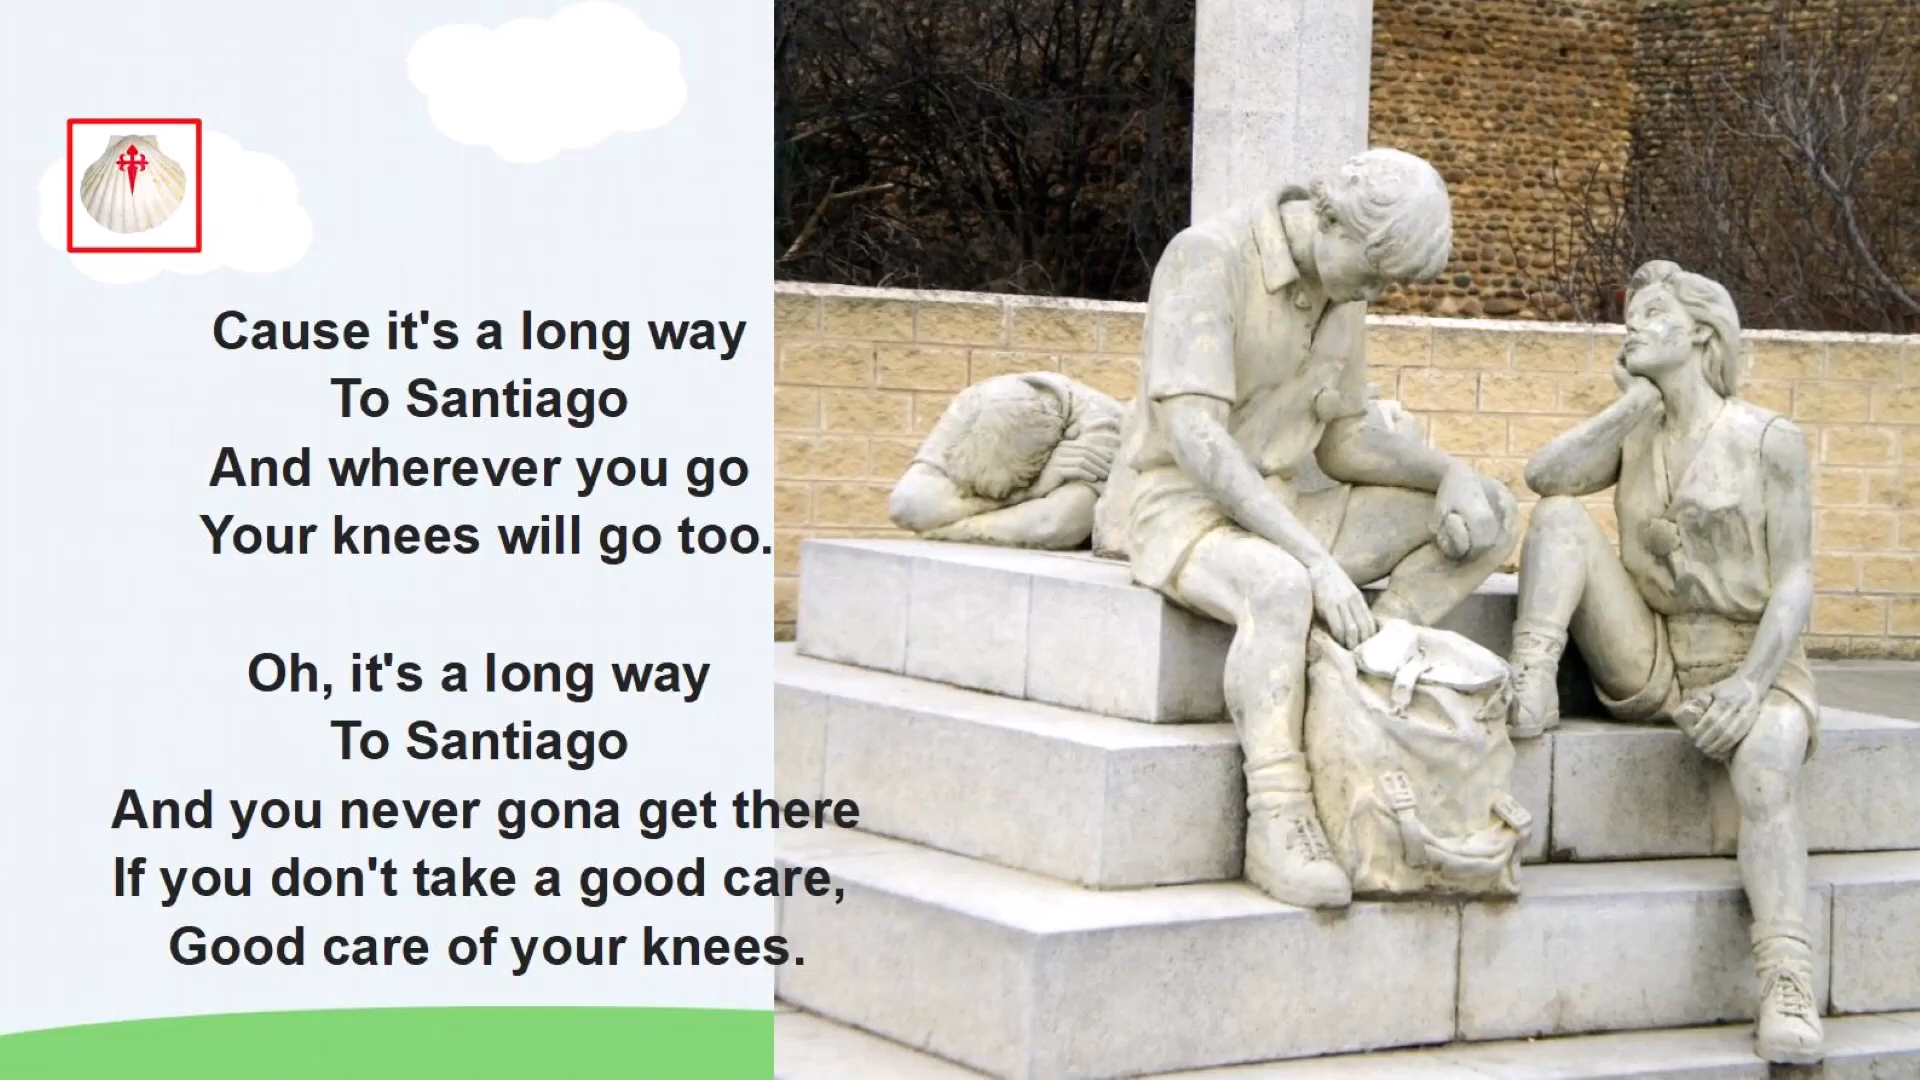 Cause it's a long way
To Santiago
And wherever you go
Your knees will go too.
Oh, it's a long way
To Santiago
And you never gona get there
If you don't take a good care,
Good care of your knees.